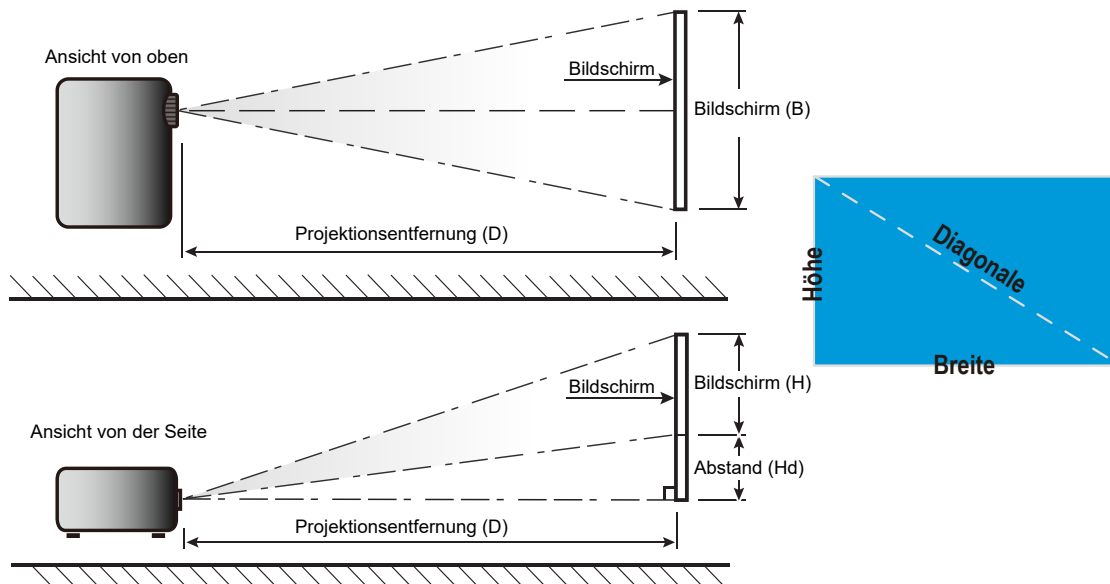 Ansicht von oben
Bildschirm
Bildschirm (B)
Projektionsentfernung (D)
Höhe
Diagonale
Breite
Ansicht von der Seite
Bildschirm
Bildschirm (H)
Abstand (Hd)
Projektionsentfernung (D)